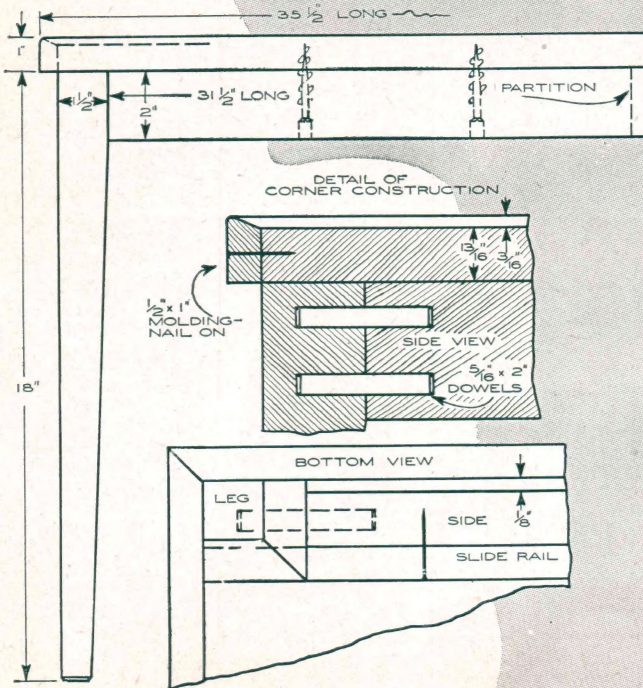 35 1/2" LONG
1"
1 1/2"
31 1/2" LONG
2"
PARTITION
DETAIL OF
CORNER CONSTRUCTION
13/16"
3/16"
1/2" x 1"
MOLDING-
NAIL ON
SIDE VIEW
5/16" x 2"
DOWELS
18"
BOTTOM VIEW
LEG
SIDE
1/8"
SLIDE RAIL